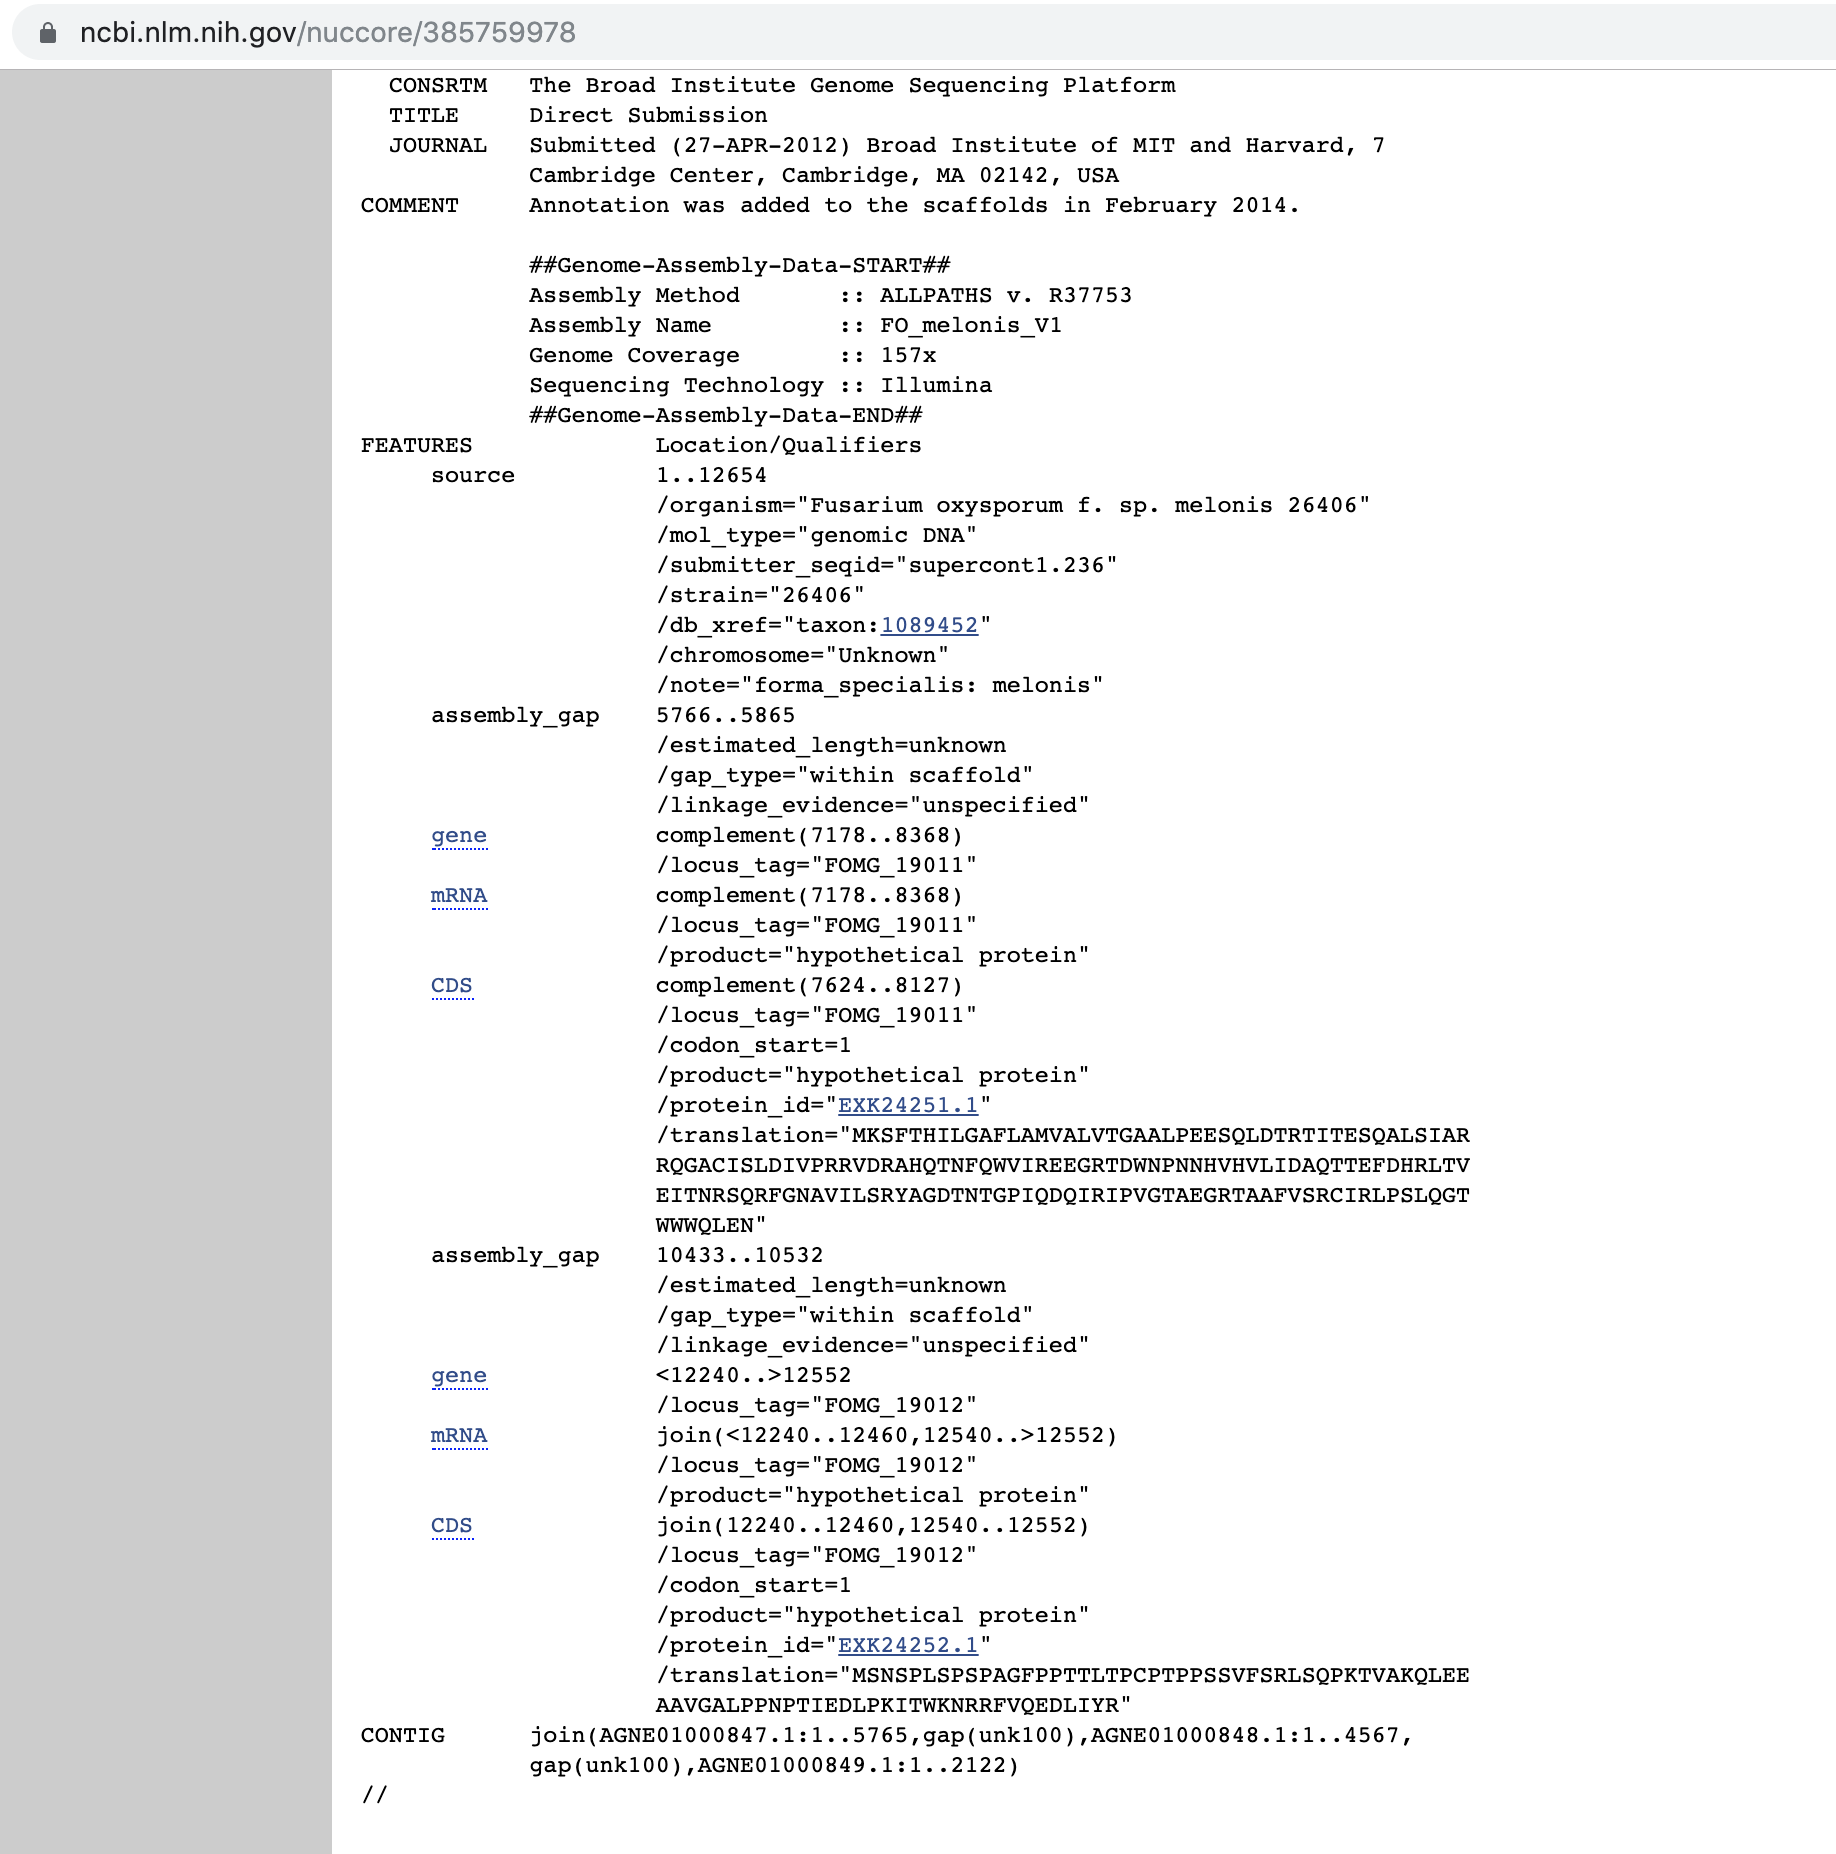 ncbi.nlm.nih.gov/nuccore/385759978
CONSRTM The Broad Institute Genome Sequencing Platform
TITLE Direct Submission
JOURNAL Submitted (27-APR-2012) Broad Institute of MIT and Harvard, 7
Cambridge Center, Cambridge, MA 02142, USA
COMMENT Annotation was added to the scaffolds in February 2014.
##Genome-Assembly-Data-START##
Assembly Method :: ALLPATHS v. R37753
Assembly Name :: FO_melonis_V1
Genome Coverage :: 157x
Sequencing Technology :: Illumina
##Genome-Assembly-Data-END##
FEATURES Location/Qualifiers
source 1..12654
/organism="Fusarium oxysporum f. sp. melonis 26406"
/mol_type="genomic DNA"
/submitter_seqid="supercont1.236"
/strain="26406"
/db_xref="taxon:1089452"
/chromosome="Unknown"
/note="forma_specialis: melonis"
assembly_gap 5766..5865
/estimated_length=unknown
/gap_type="within scaffold"
/linkage_evidence="unspecified"
gene complement(7178..8368)
/locus_tag="FOMG_19011"
mRNA complement(7178..8368)
/locus_tag="FOMG_19011"
/product="hypothetical protein"
CDS complement(7624..8127)
/locus_tag="FOMG_19011"
/codon_start=1
/product="hypothetical protein"
/protein_id="EXK24251.1"
/translation="MKSFTHILGAFLAMVALVTGAALPEESQLDTRTITESQALSIAR
RQGACISLDIVPRRVDRAHQTNFQWVIREEGRTDWNPNNHVHVLIDAQTTEFDHRLTV
EITNRSQRFGNAVILSRYAGDTNTGPIQDQIRIPVGTAEGRTAAFVSRCIRLPSLQGT
WWWQLEN"
assembly_gap 10433..10532
/estimated_length=unknown
/gap_type="within scaffold"
/linkage_evidence="unspecified"
gene <12240..>12552
/locus_tag="FOMG_19012"
mRNA join(<12240..12460,12540..>12552)
/locus_tag="FOMG_19012"
/product="hypothetical protein"
CDS join(12240..12460,12540..12552)
/locus_tag="FOMG_19012"
/codon_start=1
/product="hypothetical protein"
/protein_id="EXK24252.1"
/translation="MSNSPLSPSPAGFPPTTLTPCPTPPSSVFSRLSQPKTVAKQLEE
AAVGALPPNPTIEDLPKITWKNRRFVQEDLIYR"
CONTIG join(AGNE01000847.1:1..5765,gap(unk100),AGNE01000848.1:1..4567,
gap(unk100),AGNE01000849.1:1..2122)
//